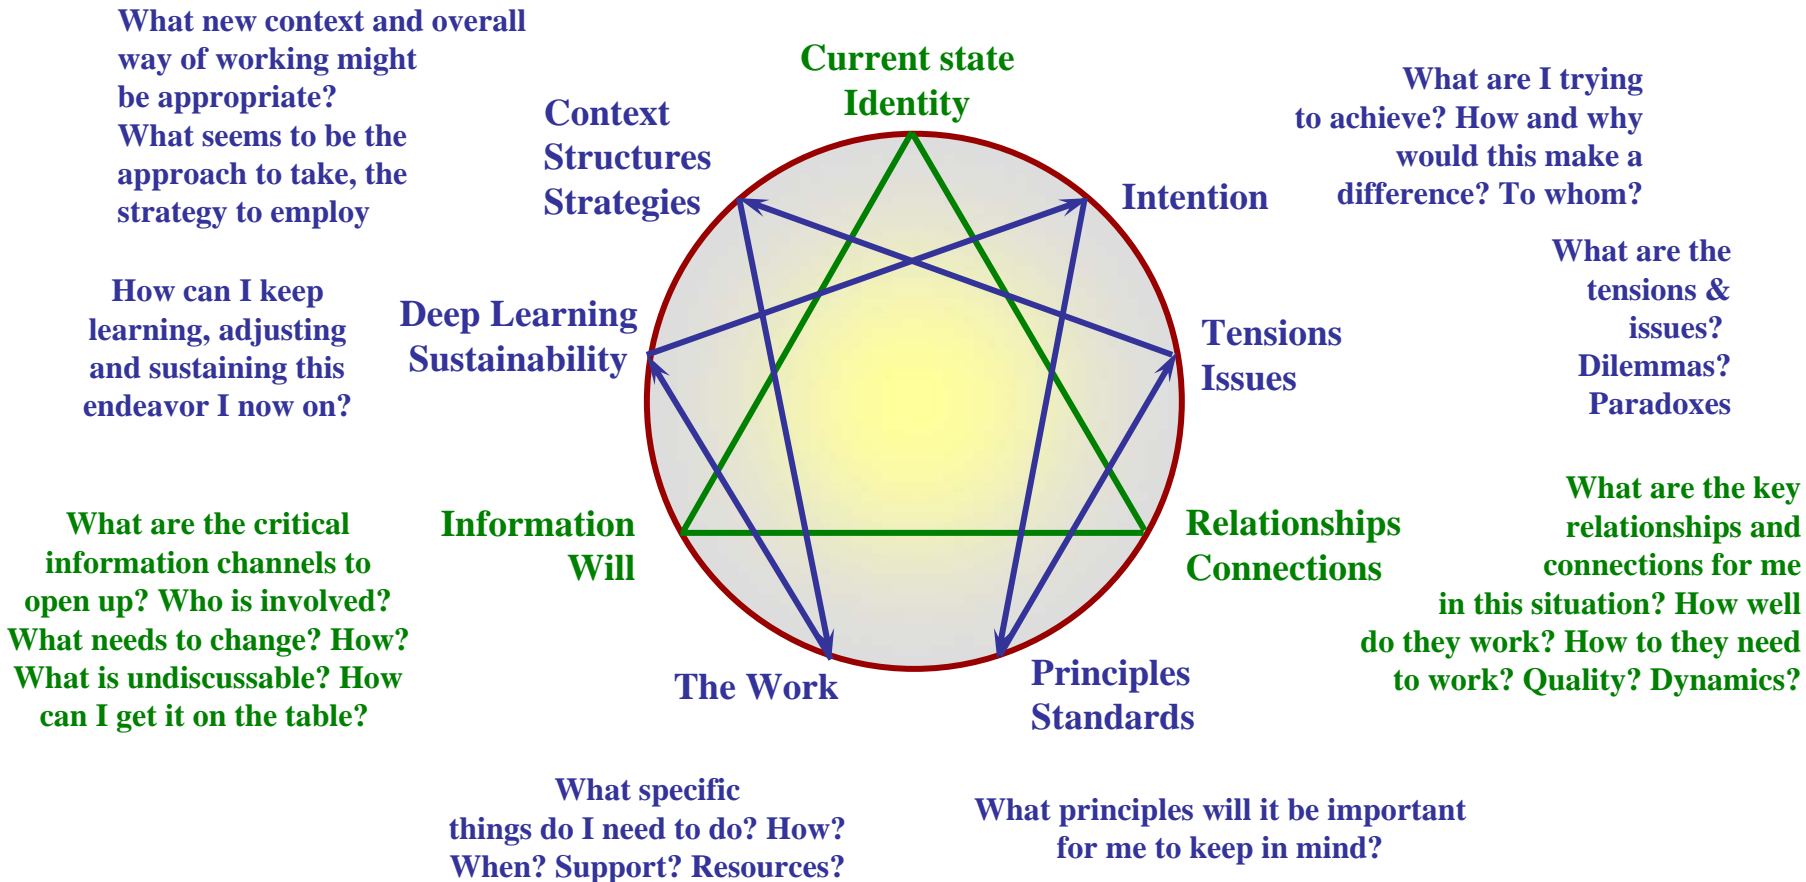 What new context and overall
way of working might
be appropriate?
What seems to be the
approach to take, the
strategy to employ
Context
Structures
Strategies
Current state
Identity
Intention
What are I trying
to achieve? How and why
would this make a
difference? To whom?
What are the
tensions &
issues?
Dilemmas?
Paradoxes
Tensions
Issues
How can I keep
learning, adjusting
and sustaining this
endeavor I now on?
Deep Learning
Sustainability
What are the critical
information channels to
open up? Who is involved?
What needs to change? How?
What is undiscussable? How
can I get it on the table?
Information
Will
Relationships
Connections
What are the key
relationships and
connections for me
in this situation? How well
do they work? How to they need
to work? Quality? Dynamics?
The Work
Principles
Standards
What specific
things do I need to do? How?
When? Support? Resources?
What principles will it be important
for me to keep in mind?